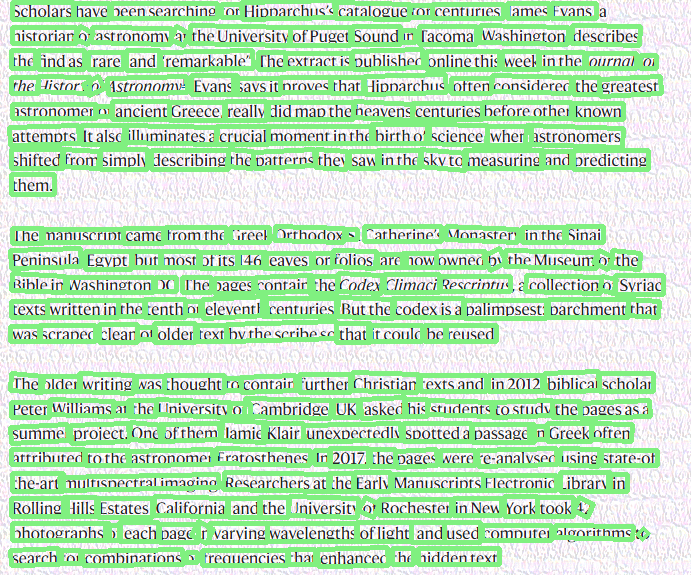 Scholars have been searching for Hipparchus's catalogue for centuries. James Evans, a
historian of astronomy at the University of Puget Sound in Tacoma, Washington, describes
the find as "rare" and "remarkable". The extract is published online this week in the Journal for
the History of Astronomy. Evans says it proves that Hipparchus, often considered the greatest
astronomer of ancient Greece, really did map the heavens centuries before other known
attempts. It also illuminates a crucial moment in the birth of science, when astronomers
shifted from simply describing the patterns they saw in the sky to measuring and predicting
them.
The manuscript came from the Greek Orthodox St. Catherine's Monastery in the Sinai
Peninsula, Egypt, but most of its 146 leaves, or folios, are now owned by the Museum of the
Bible in Washington DC. The pages contain the Codex Climaci Rescriptus, a collection of Syriac
texts written in the tenth or eleventh centuries. But the codex is a palimpsest: parchment that
was scraped clean of older text by the scribe so that it could be reused.
The older writing was thought to contain further Christian texts and, in 2012, biblical scholar
Peter Williams at the University of Cambridge, UK, asked his students to study the pages as a
summer project. One of them, Jamie Klair, unexpectedly spotted a passage in Greek often
attributed to the astronomer Eratosthenes. In 2017, the pages were re-analysed using state-of-
the-art multispectral imaging. Researchers at the Early Manuscripts Electronic Library in
Rolling Hills Estates, California, and the University of Rochester in New York took 42
photographs of each page in varying wavelengths of light, and used computer algorithms to
search for combinations of frequencies that enhanced the hidden text.